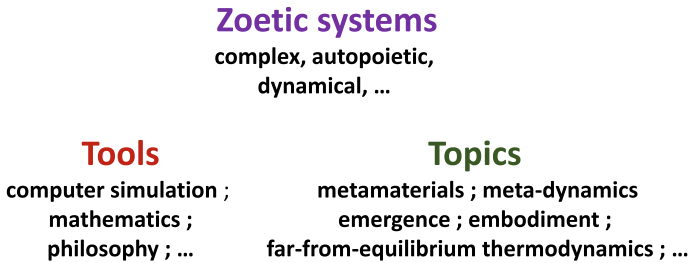 Zoetic systems
complex, autopoietic,
dynamical, …
Tools
computer simulation ;
mathematics ;
philosophy ; …
Topics
metamaterials ; meta-dynamics
emergence ; embodiment ;
far-from-equilibrium thermodynamics ; …